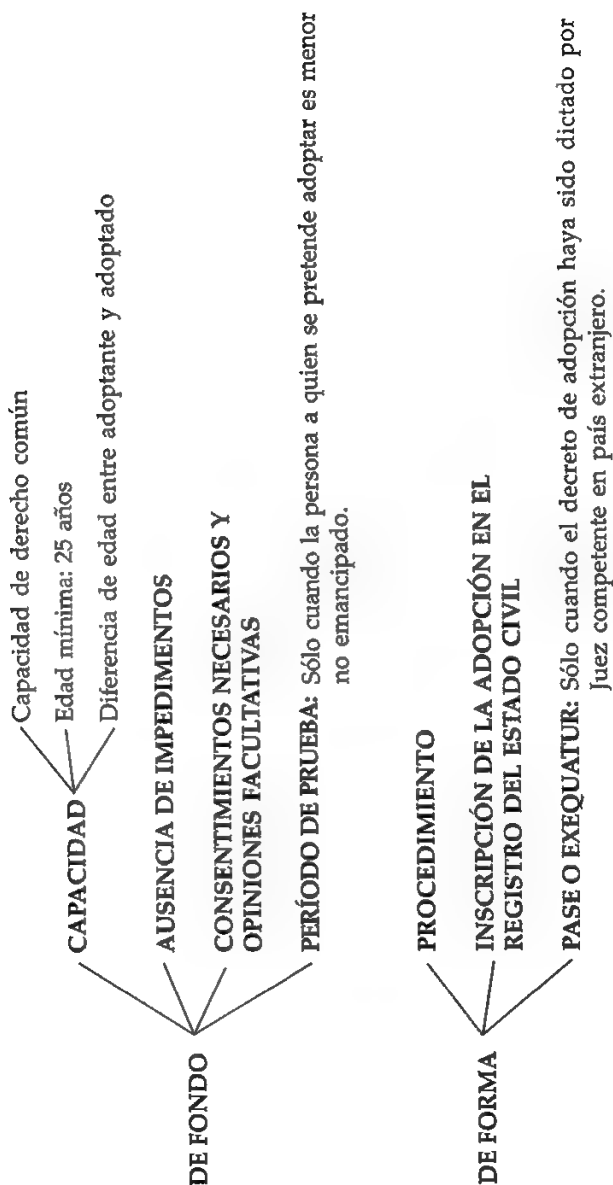 DE FONDO
CAPACIDAD
Capacidad de derecho común
Edad mínima: 25 años
Diferencia de edad entre adoptante y adoptado
AUSENCIA DE IMPEDIMENTOS
CONSENTIMIENTOS NECESARIOS Y
OPINIONES FACULTATIVAS
PERÍODO DE PRUEBA: Sólo cuando la persona a quien se pretende adoptar es menor
no emancipado.
DE FORMA
PROCEDIMIENTO
INSCRIPCIÓN DE LA ADOPCIÓN EN EL
REGISTRO DEL ESTADO CIVIL
PASE O EXEQUATUR: Sólo cuando el decreto de adopción haya sido dictado por
Juez competente en país extranjero.